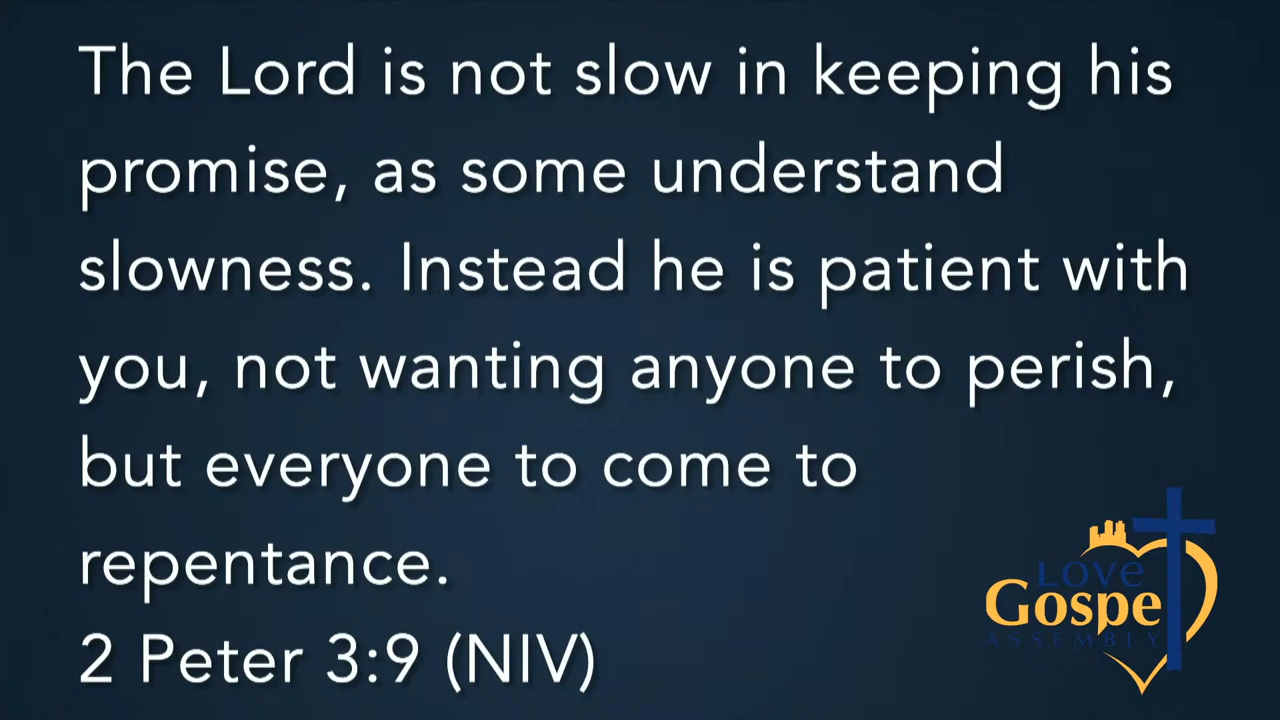 The Lord is not slow in keeping his
promise, as some understand
slowness. Instead he is patient with
you, not wanting anyone to perish,
but everyone to come to
repentance.
2 Peter 3:9 (NIV)
LOVE
Gospe
ASSEMBLY